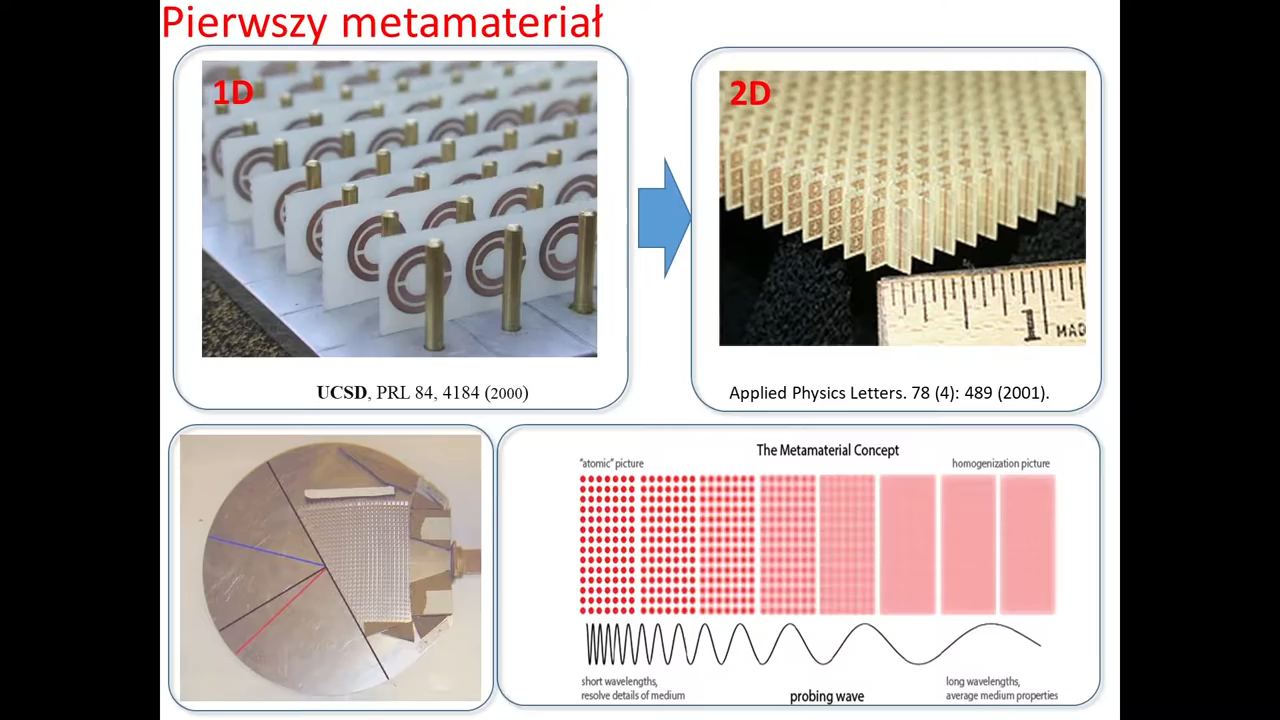 Pierwszy metamateriał
1D
2D
1
MAD
UCSD, PRL 84, 4184 (2000)
Applied Physics Letters. 78 (4): 489 (2001).
The Metamaterial Concept
"atomic" picture
homogenization picture
short wavelengths,
resolve details of medium
probing wave
long wavelengths,
average medium properties